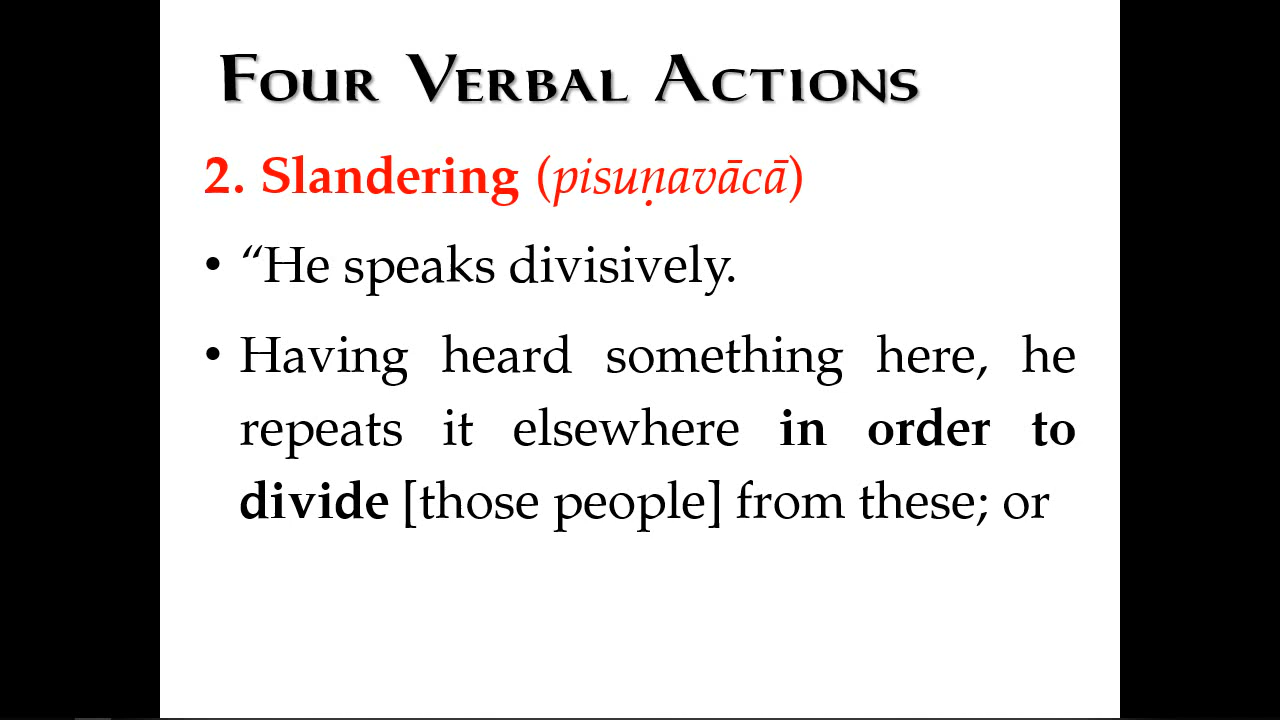 Four Verbal Actions
2. Slandering (pisuṇavācā)
• “He speaks divisively.
• Having heard something here, he
repeats it elsewhere in order to
divide [those people] from these; or